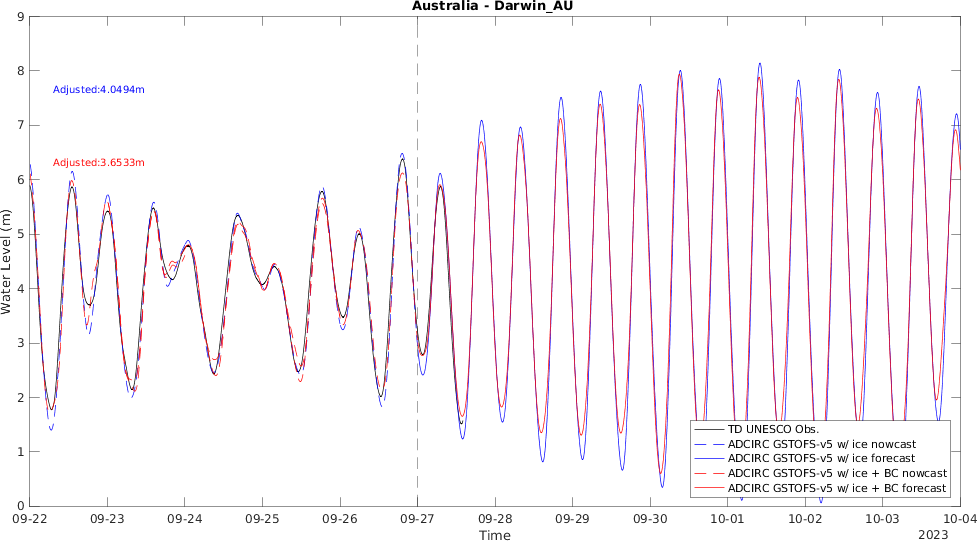 Australia - Darwin_AU
Water Level (m)
9
8
7
6
5
4
3
2
1
0
Adjusted:4.0494m
Adjusted:3.6533m
TD UNESCO Obs.
ADCIRC GSTOFS-v5 w/ ice nowcast
ADCIRC GSTOFS-v5 w/ ice forecast
ADCIRC GSTOFS-v5 w/ ice + BC nowcast
ADCIRC GSTOFS-v5 w/ ice + BC forecast
09-22 09-23 09-24 09-25 09-26 09-27 09-28 09-29 09-30 10-01 10-02 10-03 10-04
Time
2023